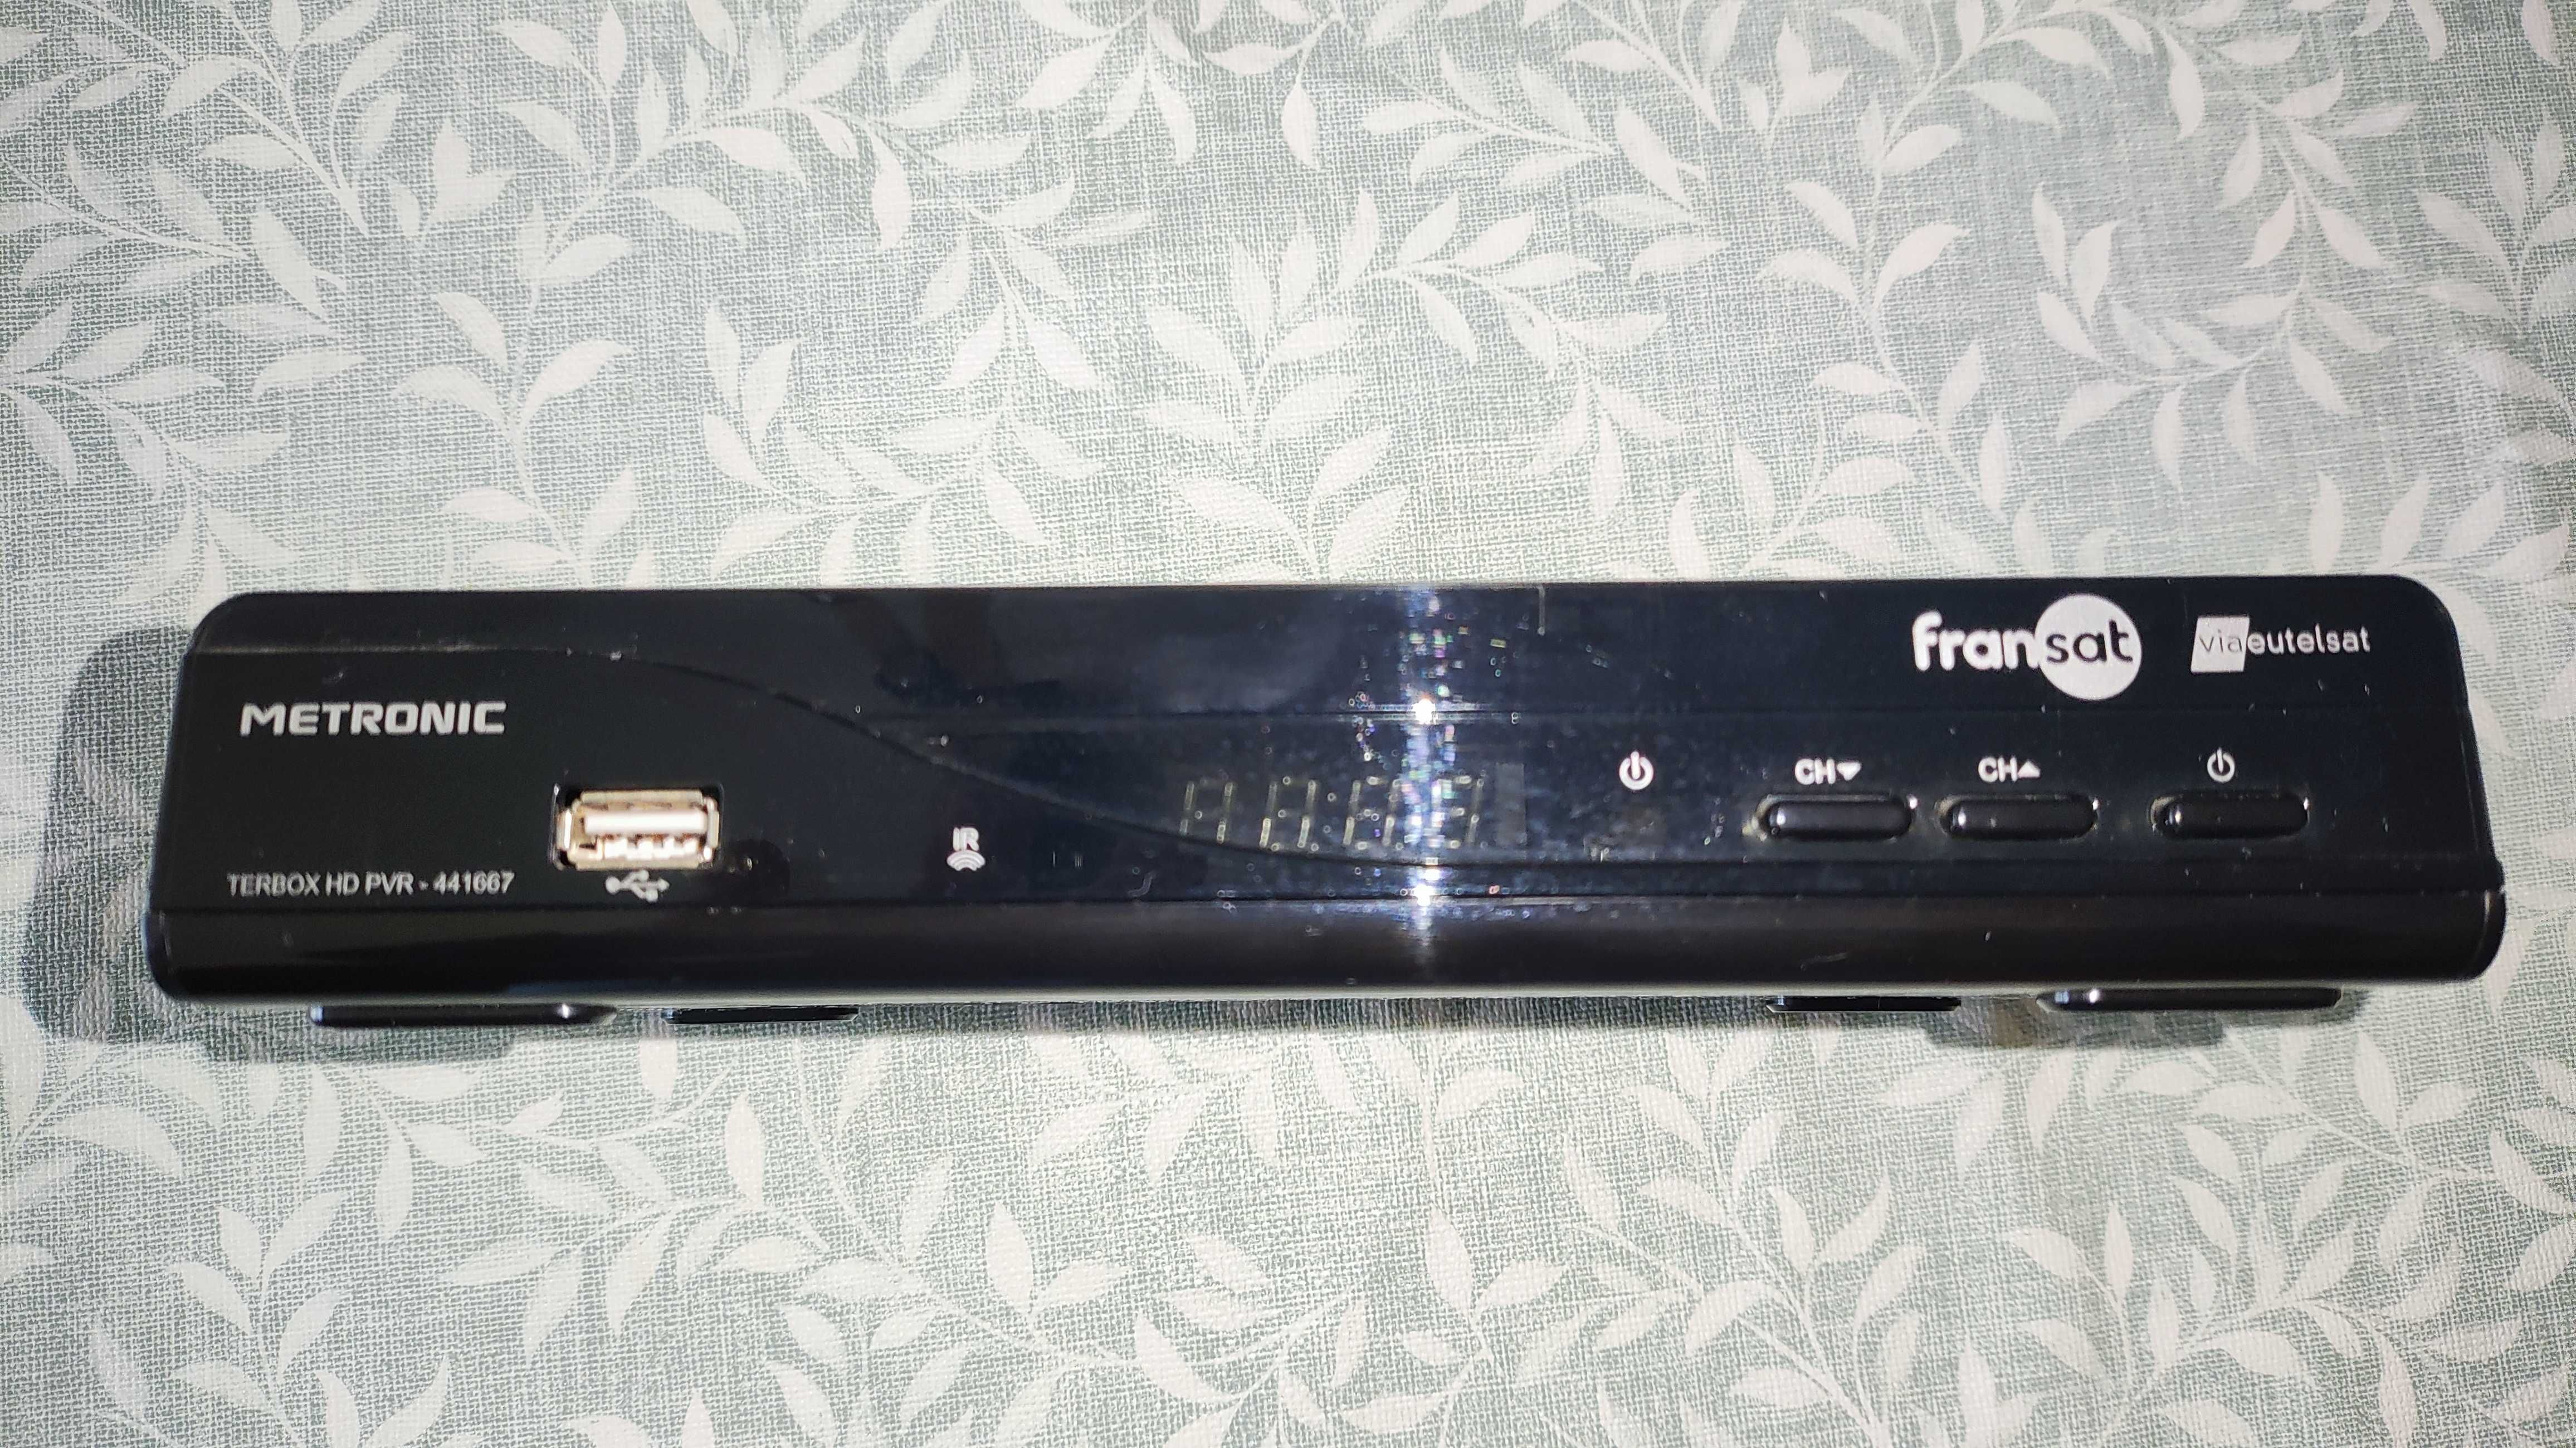 fransat
viaeutelsat
METRONIC
CH▼
CH▲
IR
TERBOX HD PVR - 441667